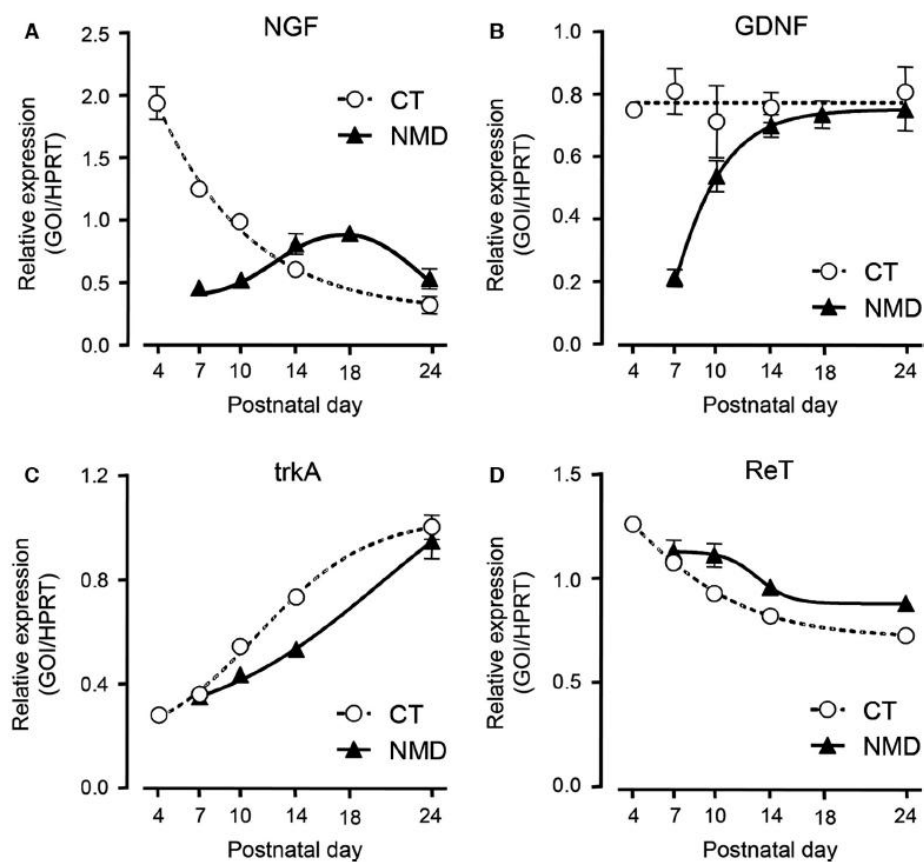 A
NGF
2.5
2.0
1.5
1.0
0.5
0.0
Relative expression
(GOI/HPRT)
CT
NMD
4 7 10 14 18 24
Postnatal day
B
GDNF
1.0
0.8
0.6
0.4
0.2
0.0
Relative expression
(GOI/HPRT)
CT
NMD
4 7 10 14 18 24
Postnatal day
C
trkA
1.2
0.8
0.4
0.0
Relative expression
(GOI/HPRT)
CT
NMD
4 7 10 14 18 24
Postnatal day
D
ReT
1.5
1.0
0.5
0.0
Relative expression
(GOI/HPRT)
CT
NMD
4 7 10 14 18 24
Postnatal day